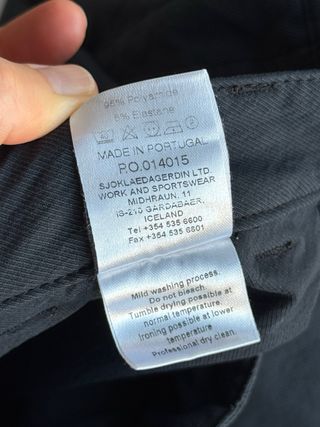 95% Polyamide
5% Elastane
MADE IN PORTUGAL
P.O.014015
SJOKLAEDAGERDIN LTD.
WORK AND SPORTSWEAR
MIDHRAUN, 11
IS-210 GARDABAER,
ICELAND
Tel +354 535 6600
Fax +354 535 6601
Mild washing process.
Do not bleach.
Tumble drying possible at
normal temperature.
Ironing possible at lower
temperature
Professional dry clean.